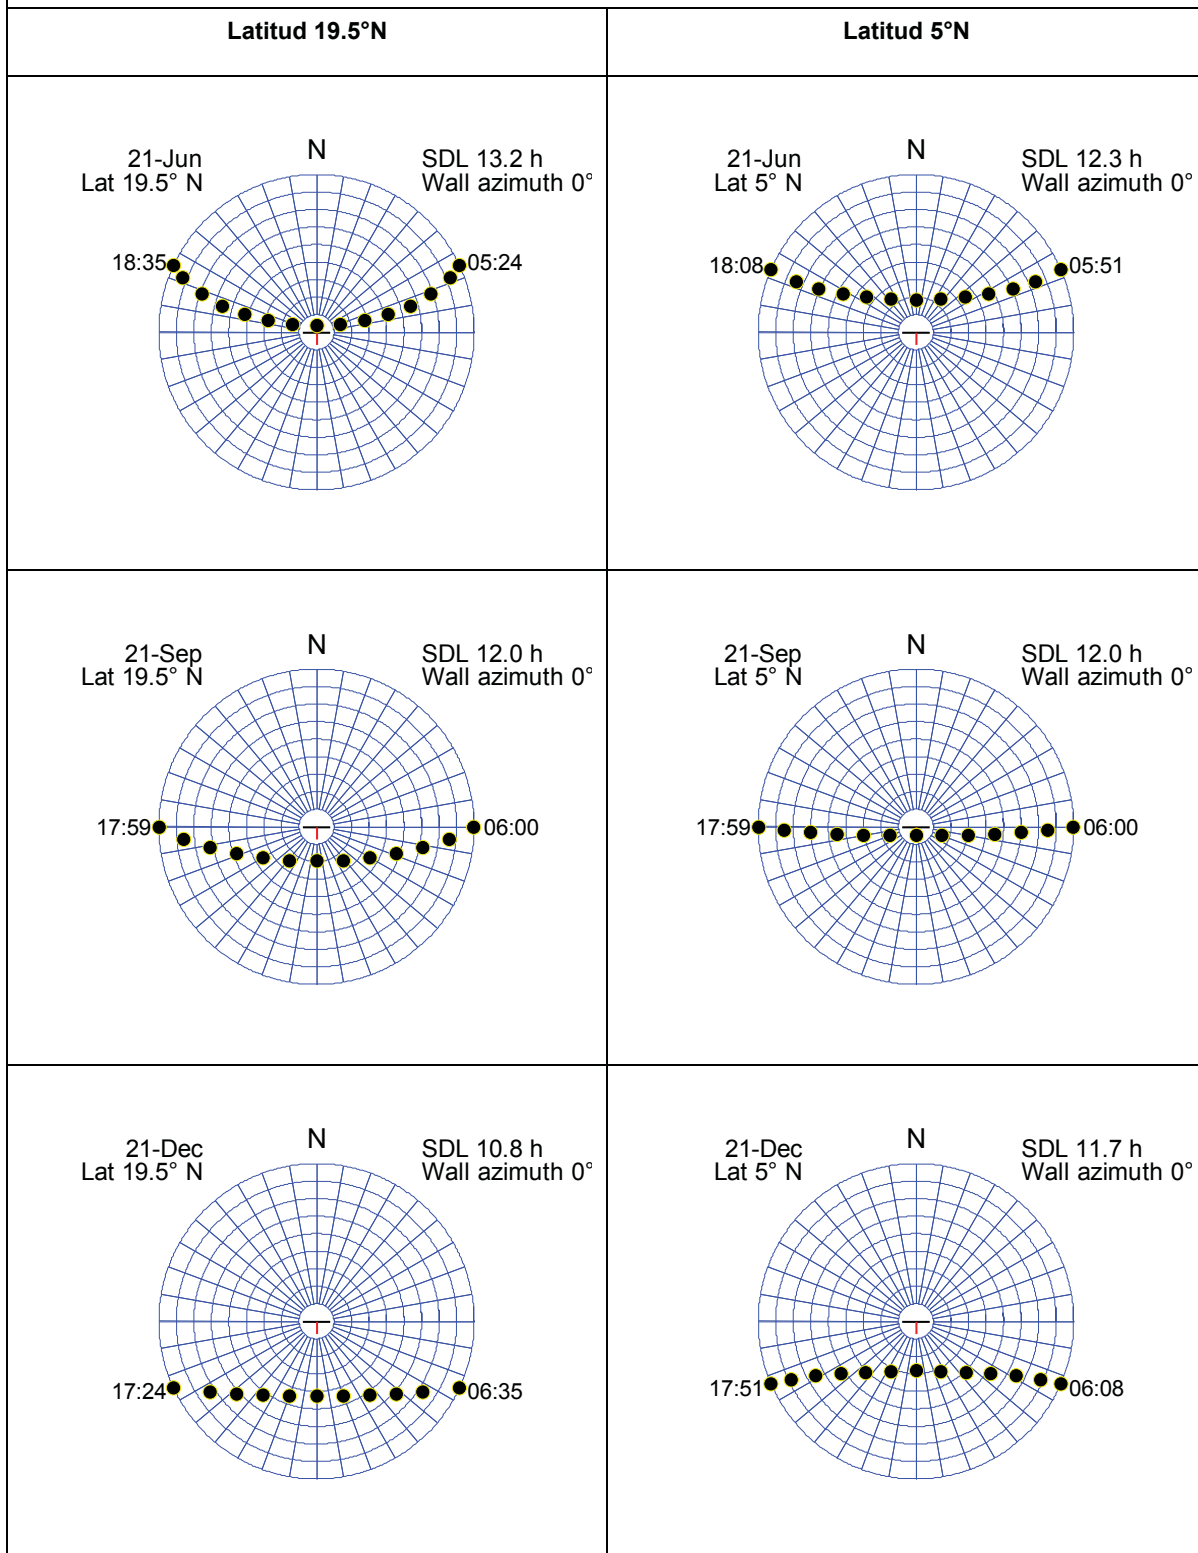 Latitud 19.5°N
Latitud 5°N
21-Jun
Lat 19.5° N
N
SDL 13.2 h
Wall azimuth 0°
18:35
05:24
21-Jun
Lat 5° N
N
SDL 12.3 h
Wall azimuth 0°
18:08
05:51
21-Sep
Lat 19.5° N
N
SDL 12.0 h
Wall azimuth 0°
17:59
06:00
21-Sep
Lat 5° N
N
SDL 12.0 h
Wall azimuth 0°
17:59
06:00
21-Dec
Lat 19.5° N
N
SDL 10.8 h
Wall azimuth 0°
17:24
06:35
21-Dec
Lat 5° N
N
SDL 11.7 h
Wall azimuth 0°
17:51
06:08